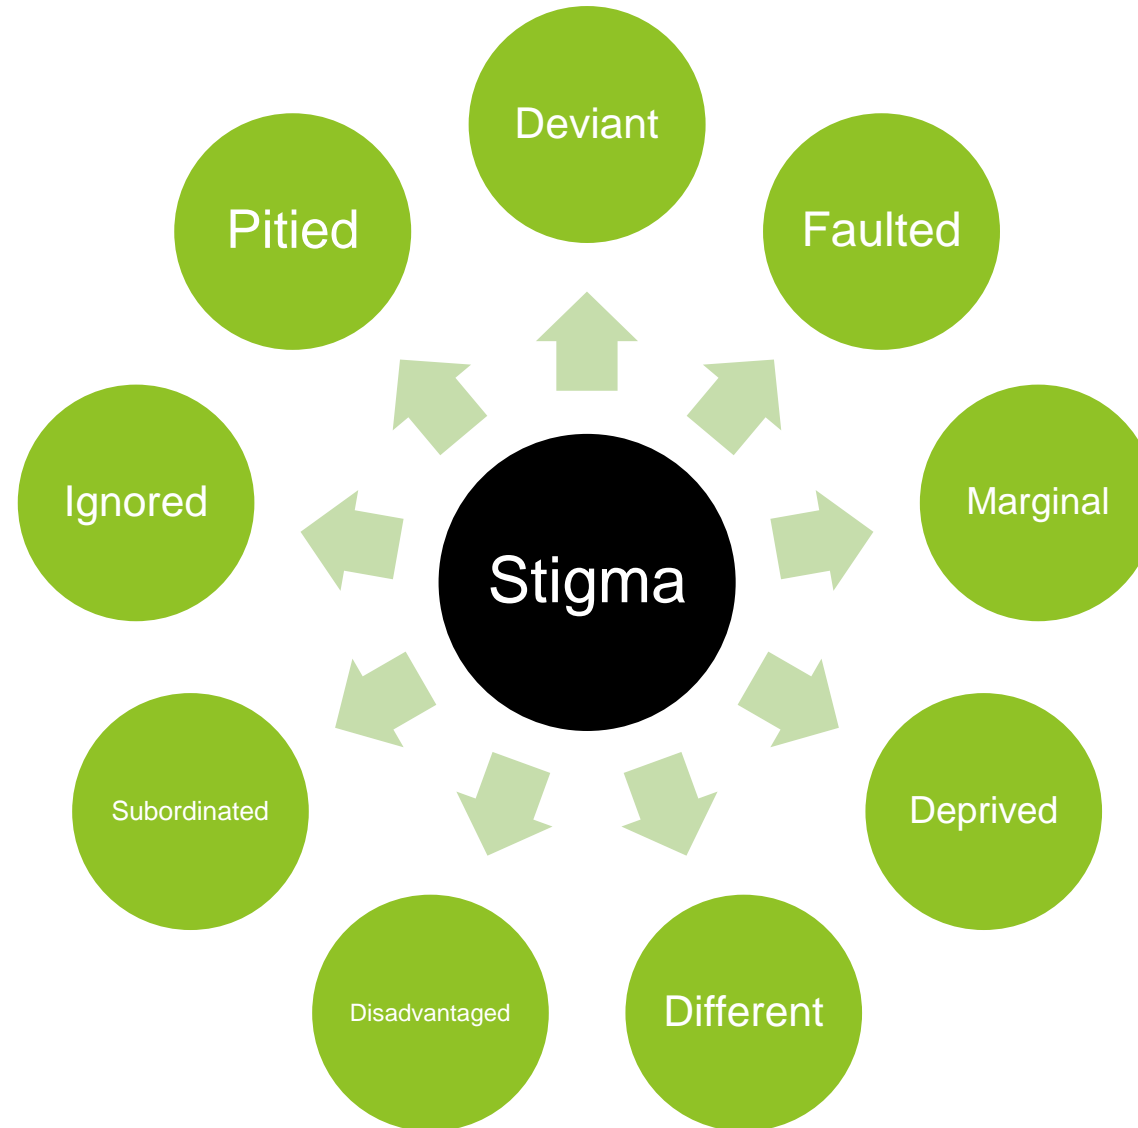 Deviant
Pitied
Faulted
Ignored
Marginal
Stigma
Subordinated
Deprived
Disadvantaged
Different